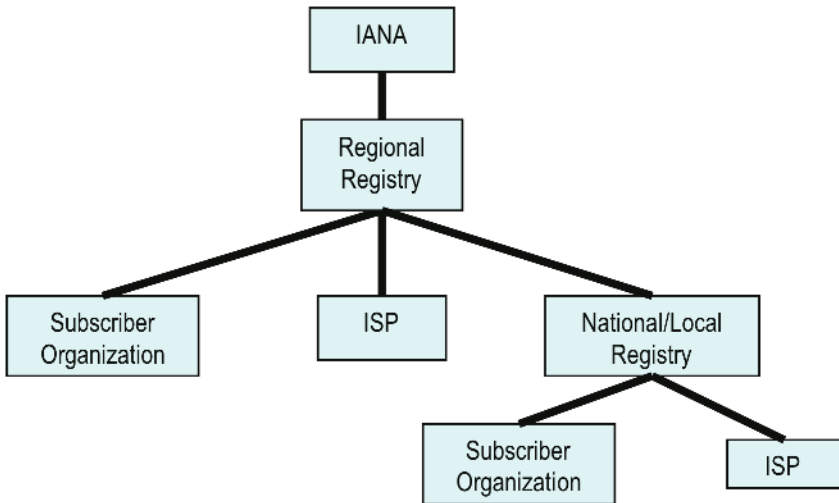 IANA
Regional
Registry
Subscriber
Organization
ISP
National/Local
Registry
Subscriber
Organization
ISP